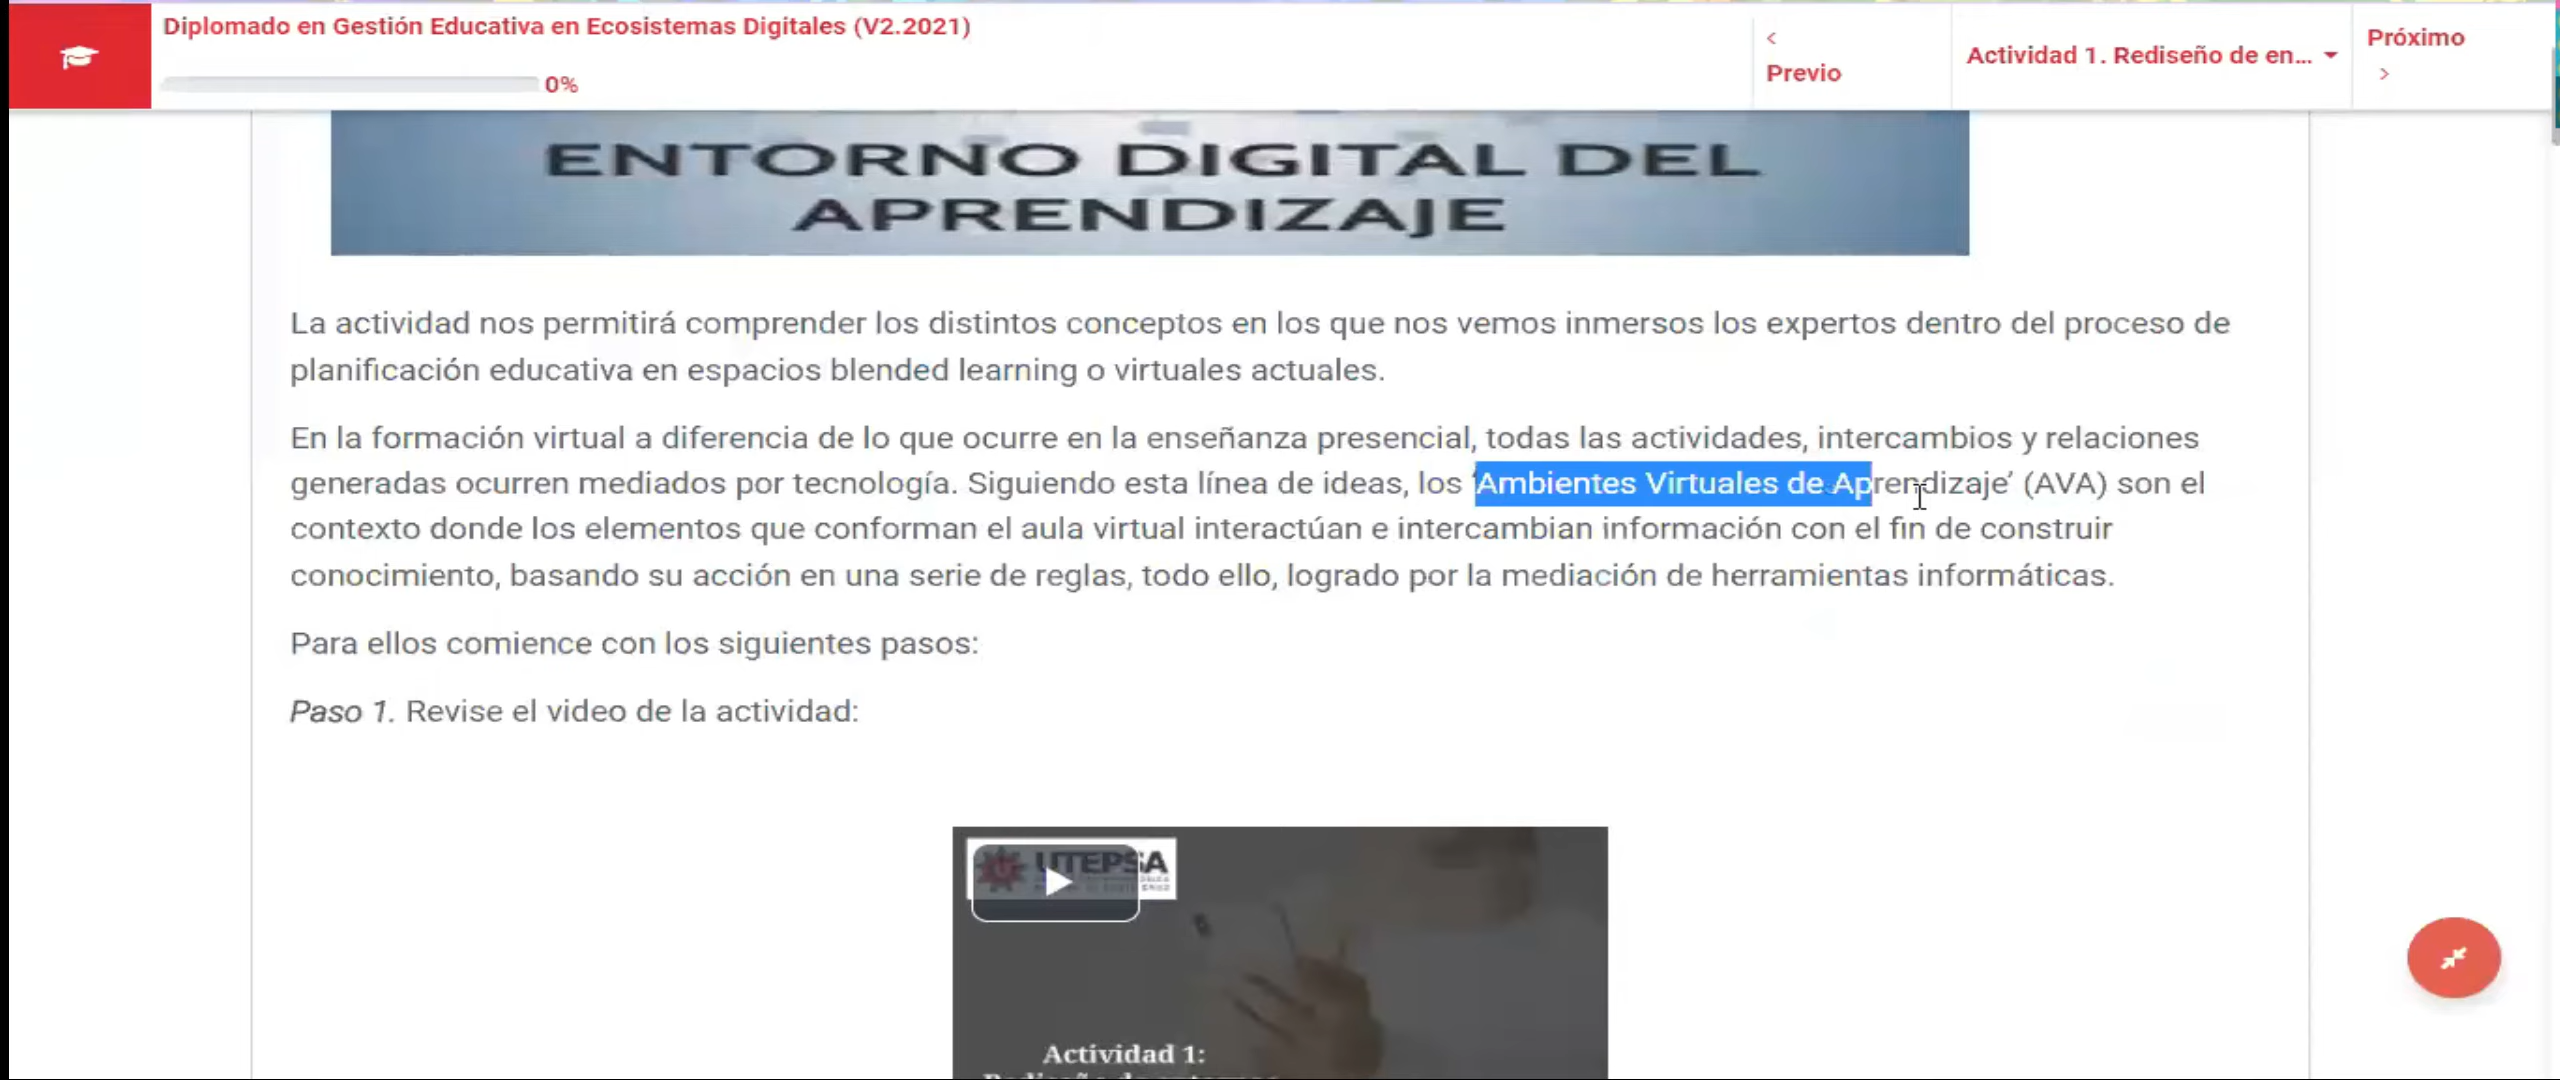 Diplomado en Gestión Educativa en Ecosistemas Digitales (V2.2021)
0%
<
Previo
Actividad 1. Rediseño de en...
Próximo
>
ENTORNO DIGITAL DEL
APRENDIZAJE
La actividad nos permitirá comprender los distintos conceptos en los que nos vemos inmersos los expertos dentro del proceso de
planificación educativa en espacios blended learning o virtuales actuales.
En la formación virtual a diferencia de lo que ocurre en la enseñanza presencial, todas las actividades, intercambios y relaciones
generadas ocurren mediados por tecnología. Siguiendo esta línea de ideas, los ‘Ambientes Virtuales de Aprendizaje’ (AVA) son el
contexto donde los elementos que conforman el aula virtual interactúan e intercambian información con el fin de construir
conocimiento, basando su acción en una serie de reglas, todo ello, logrado por la mediación de herramientas informáticas.
Para ellos comience con los siguientes pasos:
Paso 1. Revise el video de la actividad:
UTEPSA
Actividad 1: